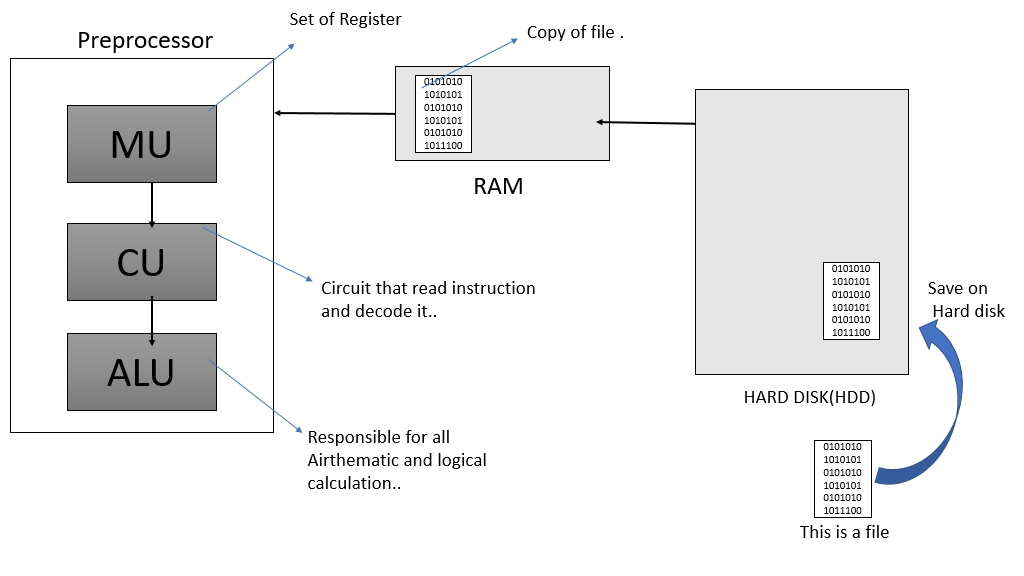 Set of Register
Preprocessor
Copy of file .
MU
0101010
1010101
0101010
1010101
0101010
1011100
RAM
CU
Circuit that read instruction
and decode it..
0101010
1010101
0101010
1010101
0101010
1011100
Save on
Hard disk
ALU
HARD DISK(HDD)
Responsible for all
Airthematic and logical
calculation..
0101010
1010101
0101010
1010101
0101010
1011100
This is a file